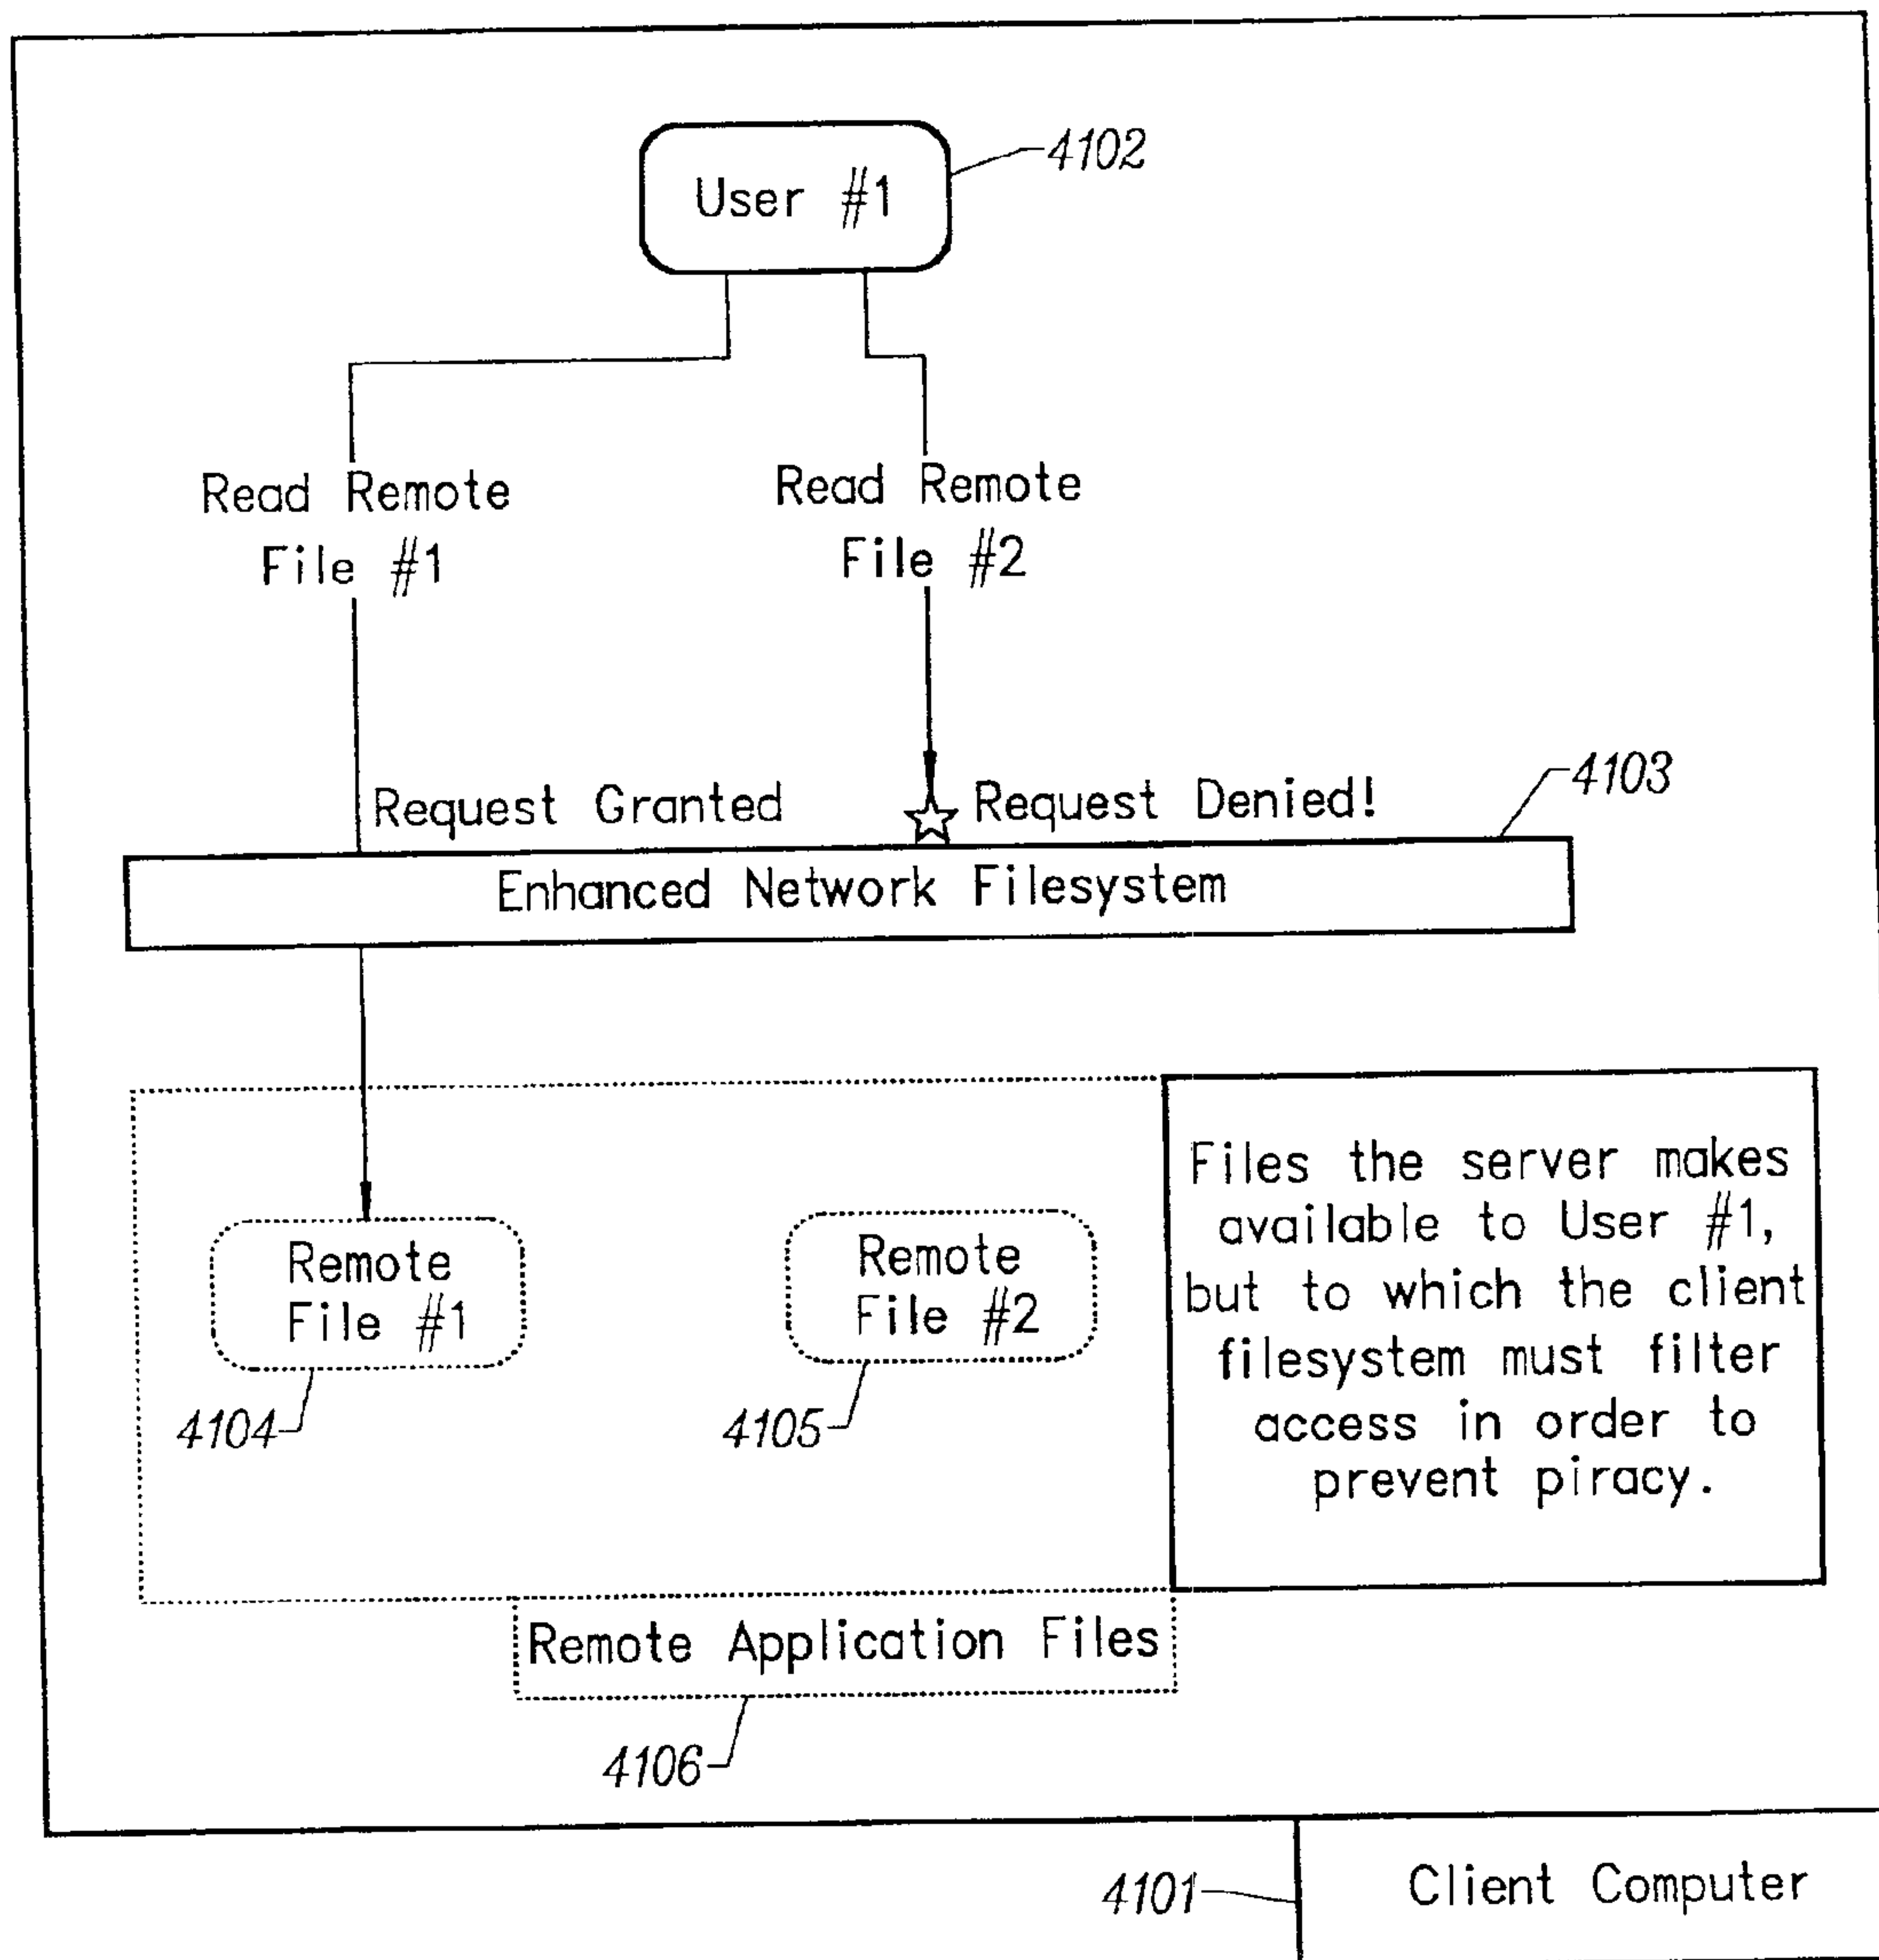 4102
User #1
Read Remote
File #1
Read Remote
File #2
Request Granted
Request Denied!
4103
Enhanced Network Filesystem
Remote
File #1
4104
Remote
File #2
4105
Files the server makes
available to User #1,
but to which the client
filesystem must filter
access in order to
prevent piracy.
Remote Application Files
4106
4101
Client Computer